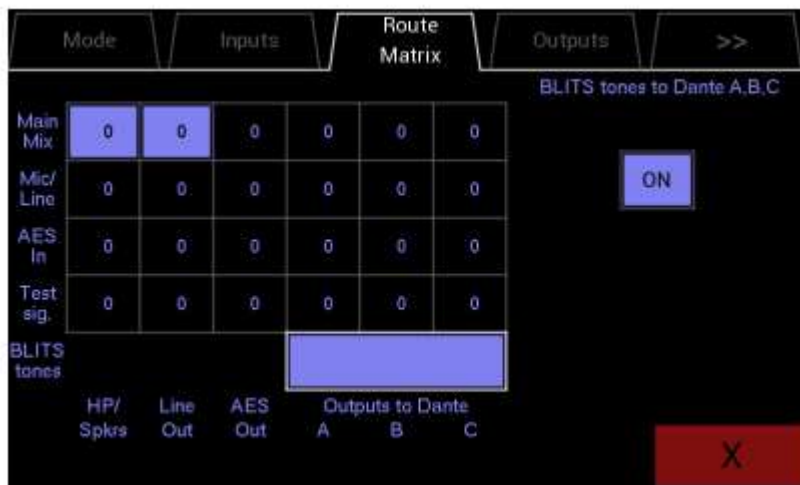 Mode
Inputs
Route
Matrix
Outputs
>>
BLITS tones to Dante A,B,C
Main
Mix
0 0 0 0 0 0
ON
Mic/
Line
0 0 0 0 0 0
AES
In
0 0 0 0 0 0
Test
sig.
0 0 0 0 0 0
BLITS
tones
HP/
Spkrs
Line
Out
AES
Out
Outputs to Dante
A B C
X